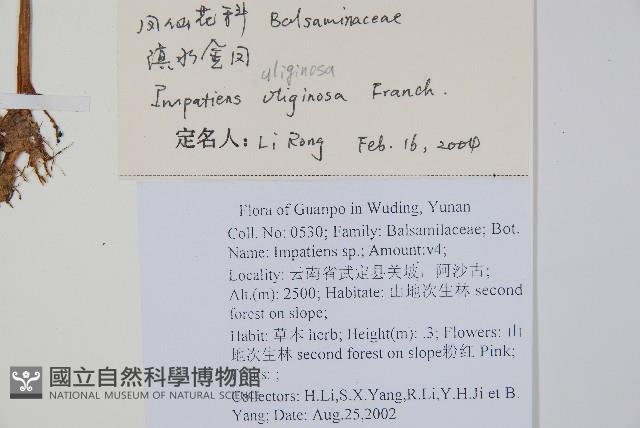 凤仙花科 Balsaminaceae
滇水金凤
uliginosa
Impatiens uliginosa Franch.
定名人: Li Rong Feb. 16, 2004
Flora of Guanpo in Wuding, Yunan
Coll. No: 0530; Family: Balsamilaceae; Bot.
Name: Impatiens sp.; Amount:v4;
Locality: 云南省武定县关坡，阿沙古;
Alt.(m): 2500; Habitate: 山地次生林 second
forest on slope;
Habit: 草本 herb; Height(m): .3; Flowers: 山
地次生林 second forest on slope粉红 Pink;
: ;
Collectors: H.Li,S.X.Yang,R.Li,Y.H.Ji et B.
Yang; Date: Aug.25,2002
國立自然科學博物館
NATIONAL MUSEUM OF NATURAL SCIENCE